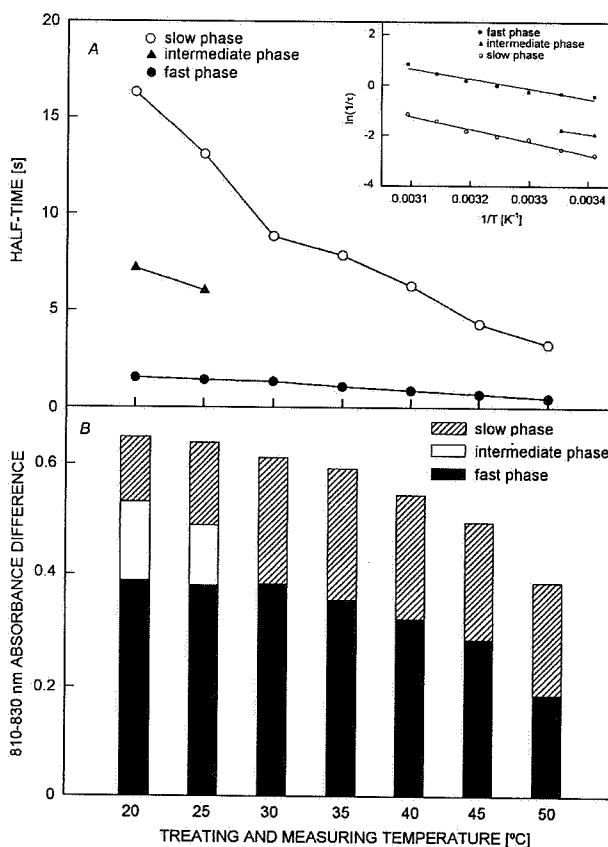 20
A
slow phase
intermediate phase
fast phase
16
12
HALF-TIME [s]
10
5
0
2
fast phase
intermediate phase
slow phase
ln(1/τ)
0
-2
-4
0.0031
0.0032
0.0033
0.0034
1/T [K⁻¹]
B
slow phase
intermediate phase
fast phase
0.6
0.4
0.2
0
810-830 nm ABSORBANCE DIFFERENCE
20 25 30 35 40 45 50
TREATING AND MEASURING TEMPERATURE [ºC]